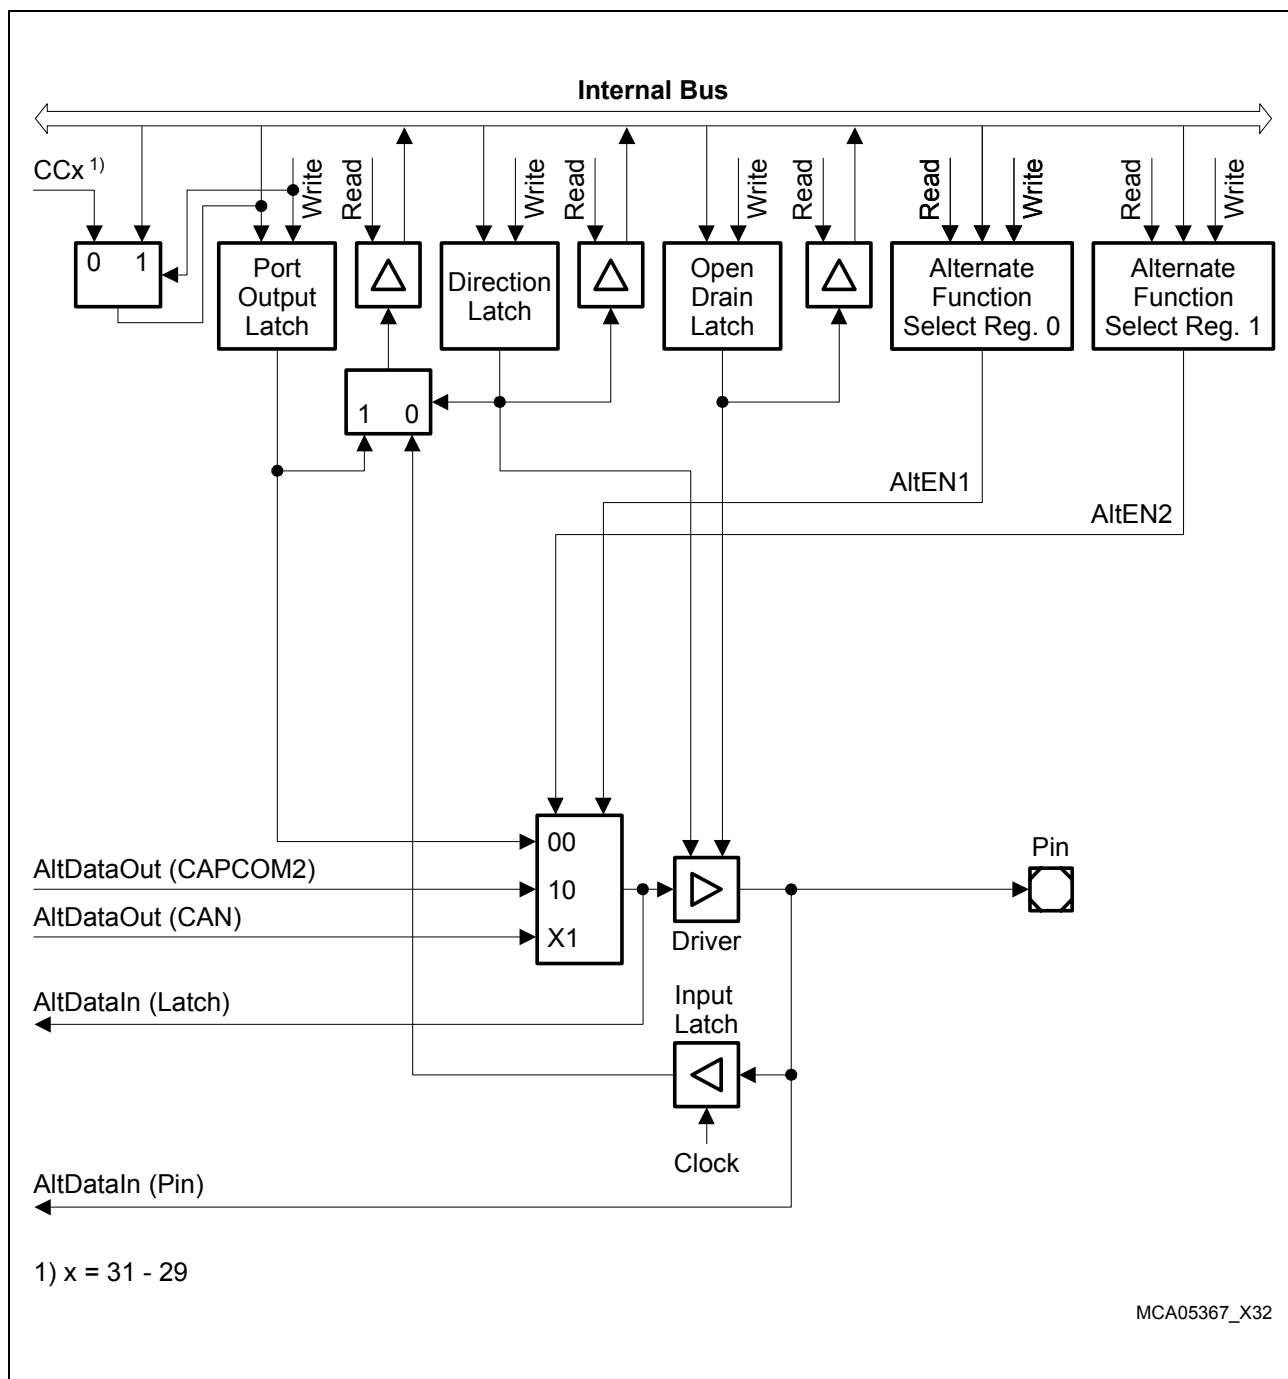 Internal Bus
CCx 1)
Write
Read
Write
Read
Write
Read
Read
Write
Read
Write
0 1
Port
Output
Latch
Direction
Latch
Open
Drain
Latch
Alternate
Function
Select Reg. 0
Alternate
Function
Select Reg. 1
1 0
AltEN1
AltEN2
00
10
X1
AltDataOut (CAPCOM2)
AltDataOut (CAN)
Pin
Driver
AltDataIn (Latch)
Input
Latch
Clock
AltDataIn (Pin)
1) x = 31 - 29
MCA05367_X32